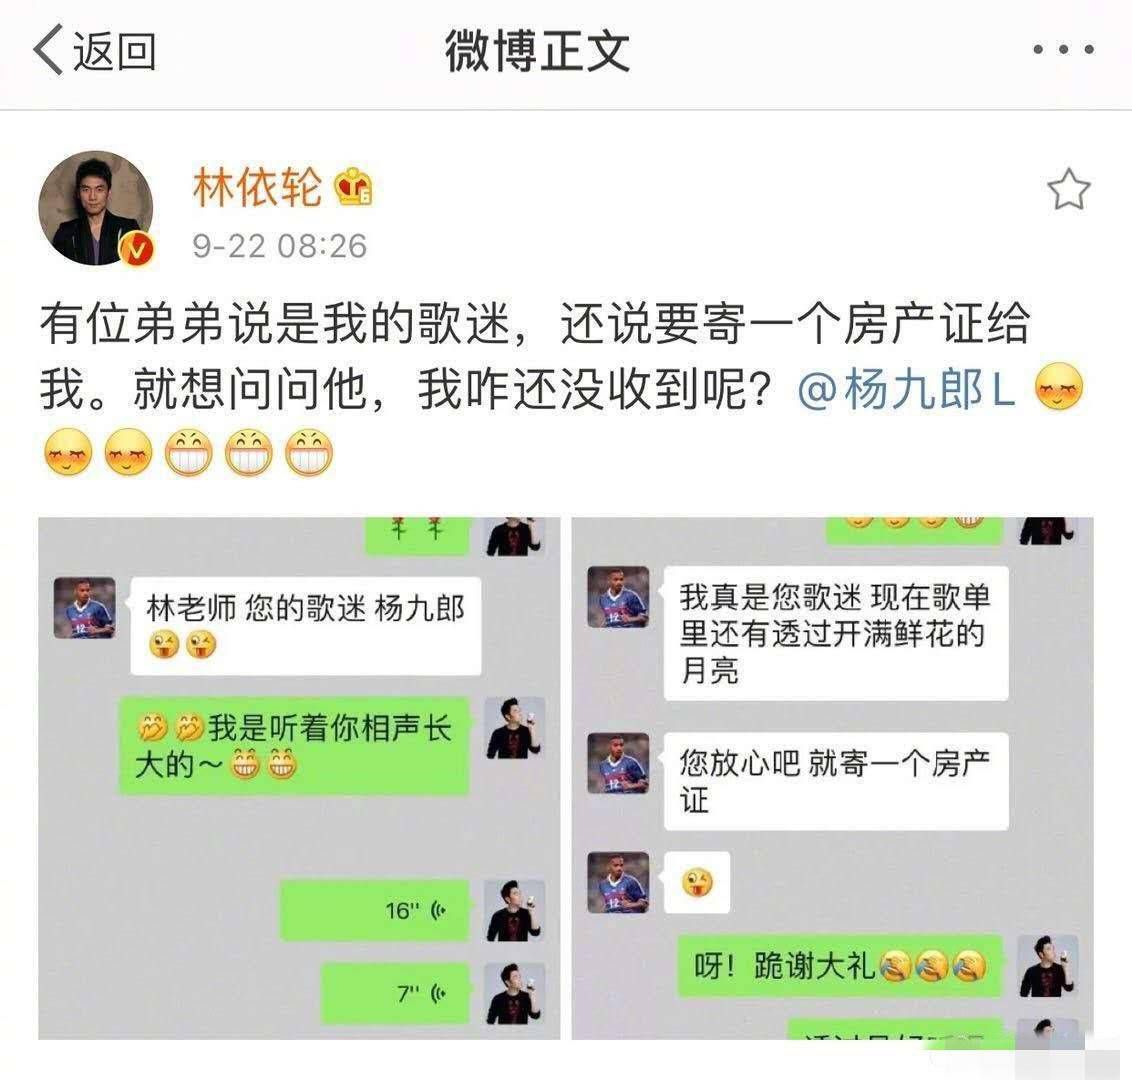 返回
微博正文
林依轮
9-22 08:26
有位弟弟说是我的歌迷，还说要寄一个房产证给
我。就想问问他，我咋还没收到呢？@杨九郎L
林老师 您的歌迷 杨九郎
我是听着你相声长
大的～
16"
7"
12
我真是您歌迷 现在歌单
里还有透过开满鲜花的
月亮
12
您放心吧 就寄一个房产
证
12
12
呀！跪谢大礼